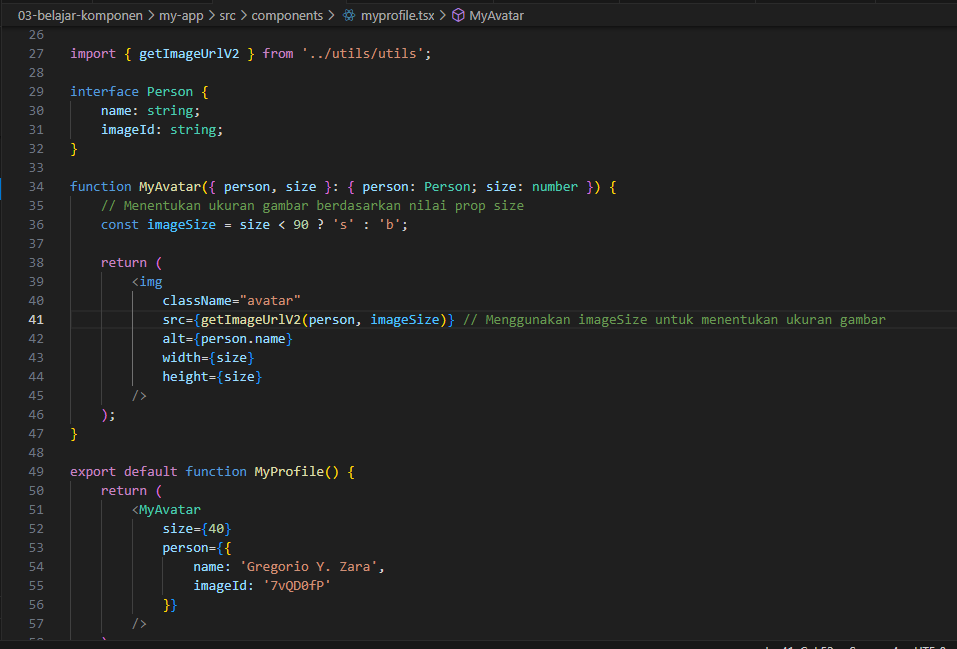 03-belajar-komponen > my-app > src > components > myprofile.tsx > MyAvatar
26
27 import { getImageUrlV2 } from '../utils/utils';
28
29 interface Person {
30 name: string;
31 imageId: string;
32 }
33
34 function MyAvatar({ person, size }: { person: Person; size: number }) {
35 // Menentukan ukuran gambar berdasarkan nilai prop size
36 const imageSize = size < 90 ? 's' : 'b';
37
38 return (
39 <img
40 className="avatar"
41 src={getImageUrlV2(person, imageSize)} // Menggunakan imageSize untuk menentukan ukuran gambar
42 alt={person.name}
43 width={size}
44 height={size}
45 />
46 );
47 }
48
49 export default function MyProfile() {
50 return (
51 <MyAvatar
52 size={40}
53 person={{
54 name: 'Gregorio Y. Zara',
55 imageId: '7vQD0fP'
56 }}
57 />